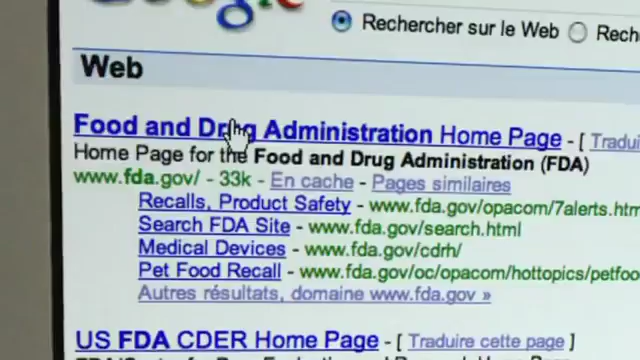 Google
Rechercher sur le Web
Web
Food and Drug Administration Home Page - [
Home Page for the Food and Drug Administration (FDA)
www.fda.gov/ - 33k - En cache - Pages similaires
Recalls, Product Safety - www.fda.gov/opacom/7alerts.htm
Search FDA Site - www.fda.gov/search.html
Medical Devices - www.fda.gov/cdrh/
Pet Food Recall - www.fda.gov/oc/opacom/hottopics/petfoo
Autres résultats, domaine www.fda.gov »
US FDA CDER Home Page - [ Traduire cette page ]